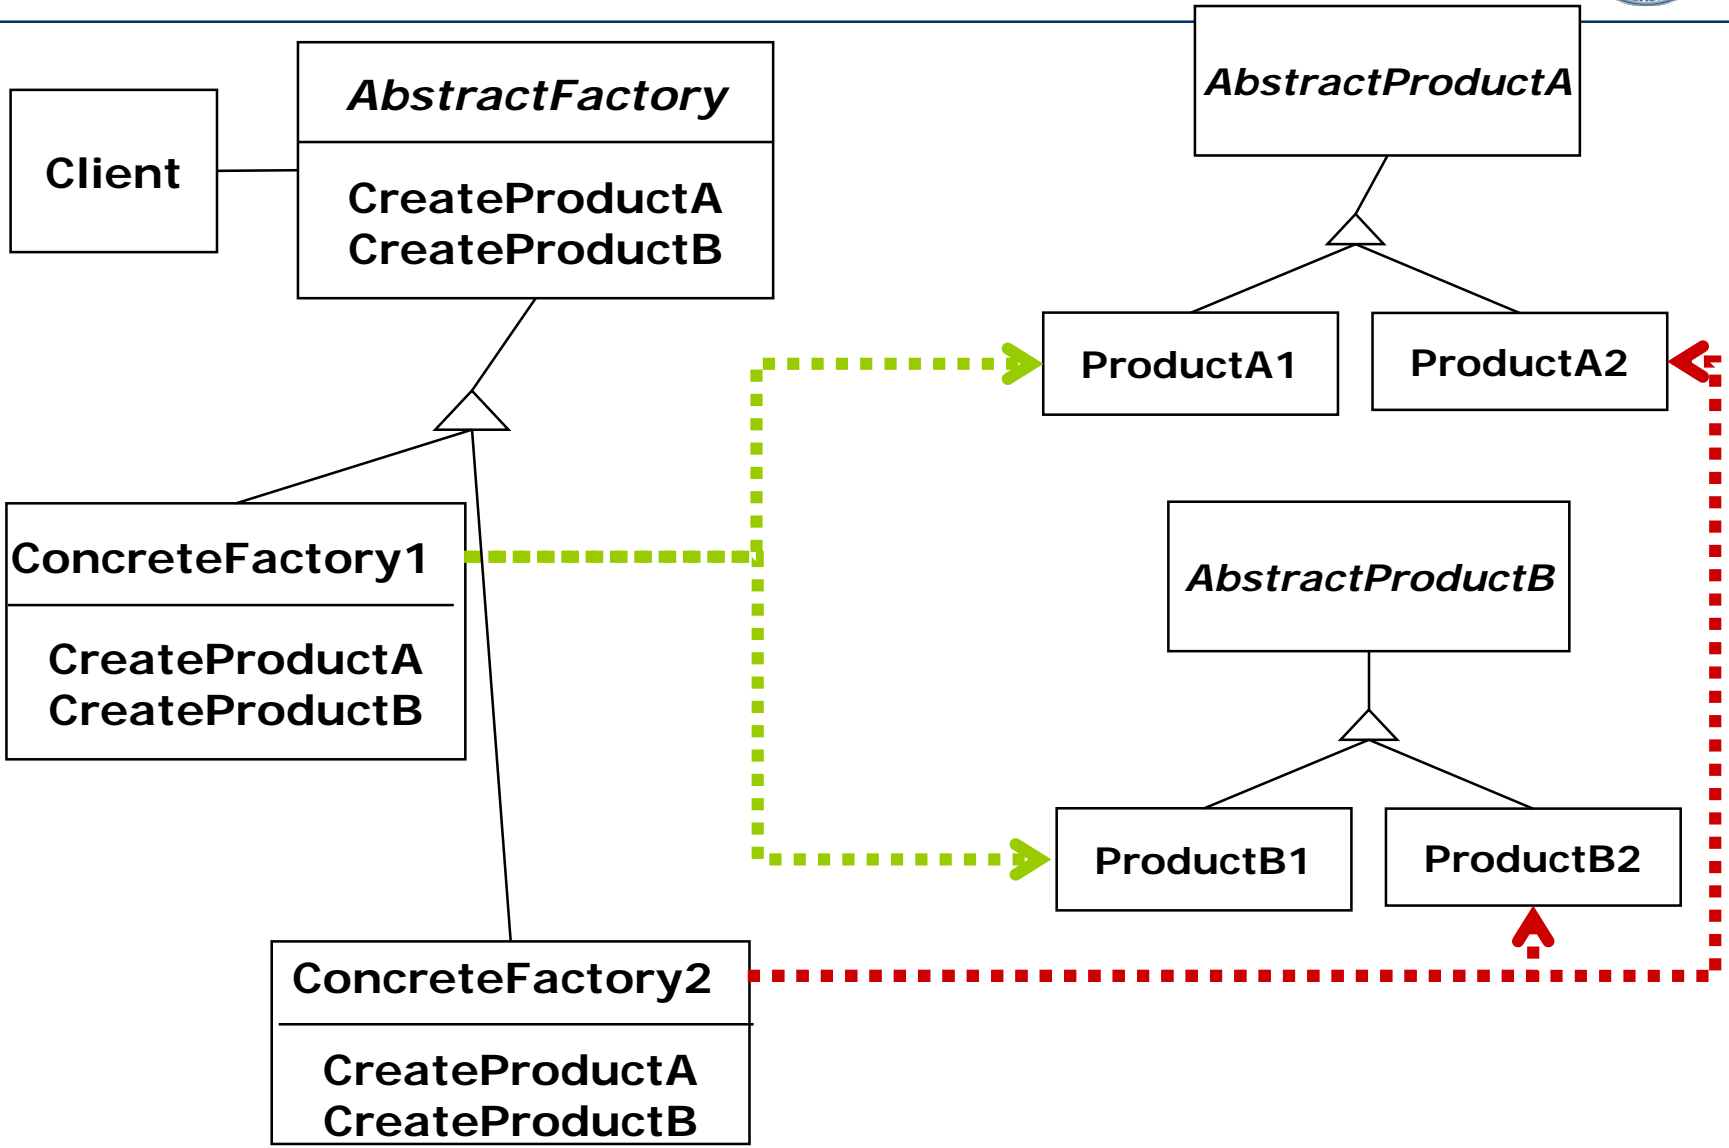 Client
AbstractFactory
CreateProductA
CreateProductB
AbstractProductA
ProductA1
ProductA2
ConcreteFactory1
CreateProductA
CreateProductB
AbstractProductB
ProductB1
ProductB2
ConcreteFactory2
CreateProductA
CreateProductB